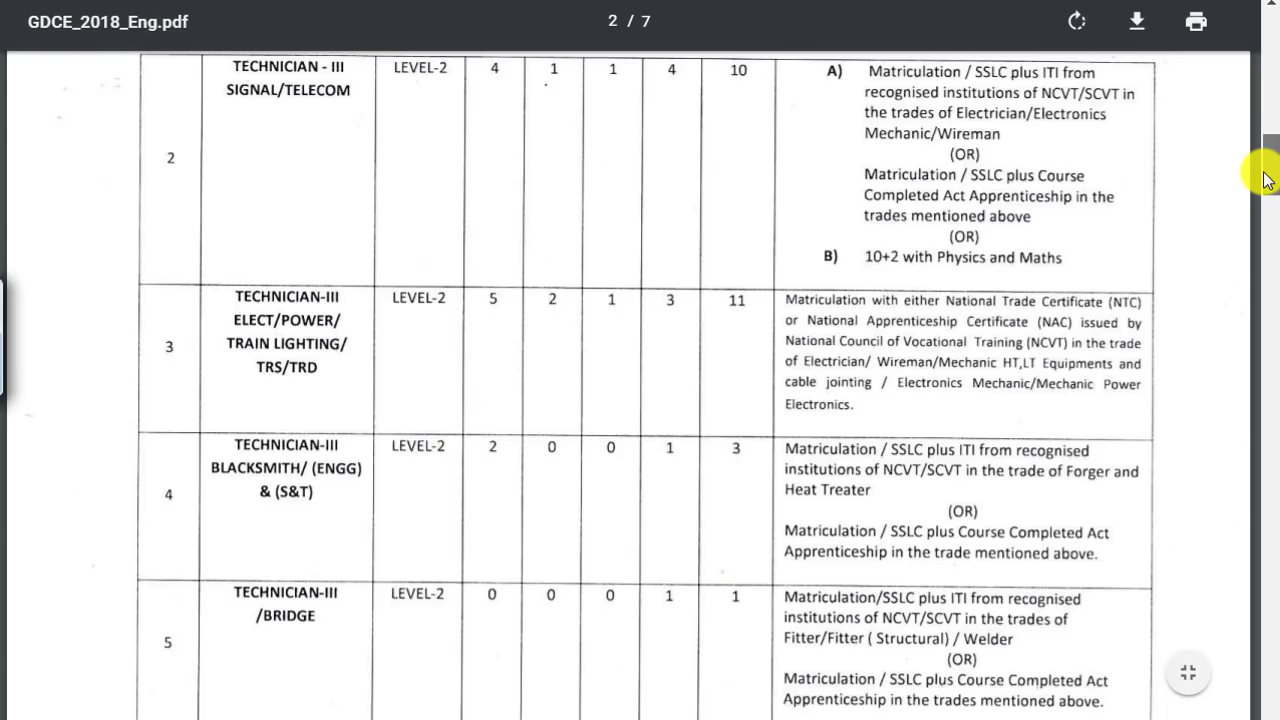 GDCE_2018_Eng.pdf
2 / 7
2
TECHNICIAN - III
SIGNAL/TELECOM
LEVEL-2
4
1
1
4
10
A) Matriculation / SSLC plus ITI from
recognised institutions of NCVT/SCVT in
the trades of Electrician/Electronics
Mechanic/Wireman
(OR)
Matriculation / SSLC plus Course
Completed Act Apprenticeship in the
trades mentioned above
(OR)
B) 10+2 with Physics and Maths
3
TECHNICIAN-III
ELECT/POWER/
TRAIN LIGHTING/
TRS/TRD
LEVEL-2
5
2
1
3
11
Matriculation with either National Trade Certificate (NTC)
or National Apprenticeship Certificate (NAC) issued by
National Council of Vocational Training (NCVT) in the trade
of Electrician/ Wireman/Mechanic HT,LT Equipments and
cable jointing / Electronics Mechanic/Mechanic Power
Electronics.
4
TECHNICIAN-III
BLACKSMITH/ (ENGG)
& (S&T)
LEVEL-2
2
0
0
1
3
Matriculation / SSLC plus ITI from recognised
institutions of NCVT/SCVT in the trade of Forger and
Heat Treater
(OR)
Matriculation / SSLC plus Course Completed Act
Apprenticeship in the trade mentioned above.
5
TECHNICIAN-III
/BRIDGE
LEVEL-2
0
0
0
1
1
Matriculation/SSLC plus ITI from recognised
institutions of NCVT/SCVT in the trades of
Fitter/Fitter ( Structural) / Welder
(OR)
Matriculation / SSLC plus Course Completed Act
Apprenticeship in the trades mentioned above.